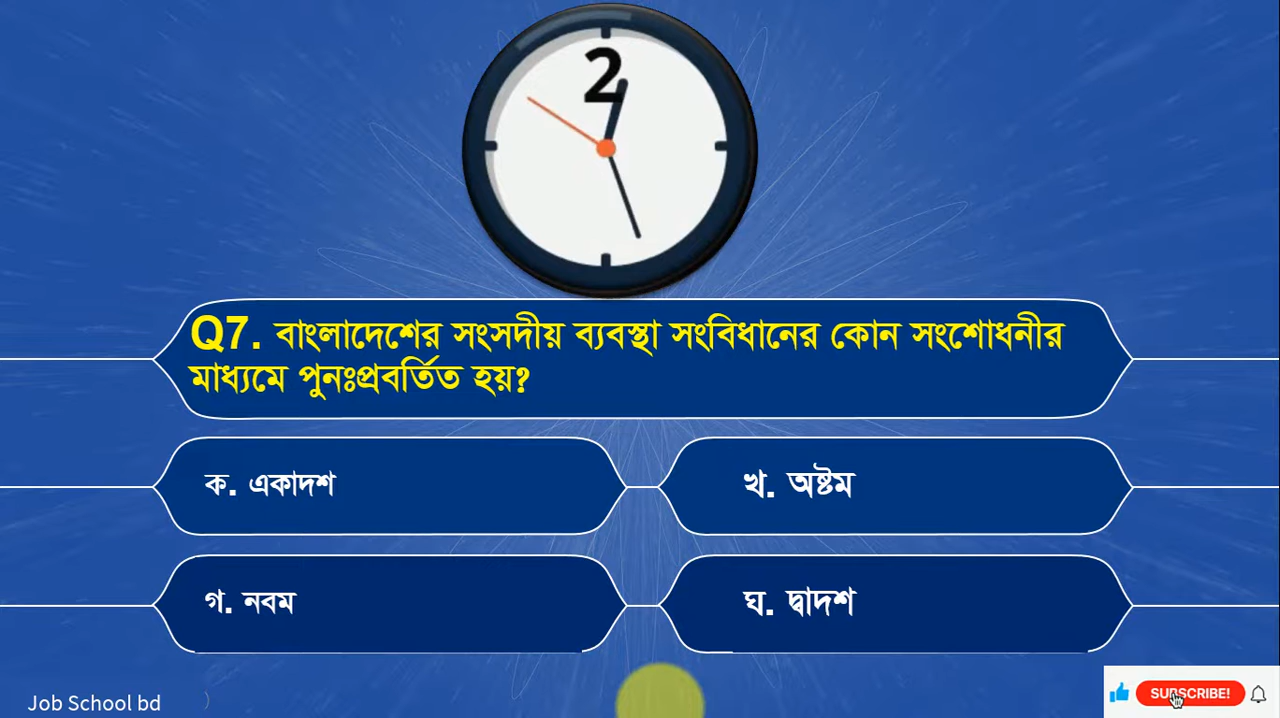 2
Q7. বাংলাদেশের সংসদীয় ব্যবস্থা সংবিধানের কোন সংশোধনীর
মাধ্যমে পুনঃপ্রবর্তিত হয়?
ক. একাদশ
খ. অষ্টম
গ. নবম
ঘ. দ্বাদশ
Job School bd
SUBSCRIBE!